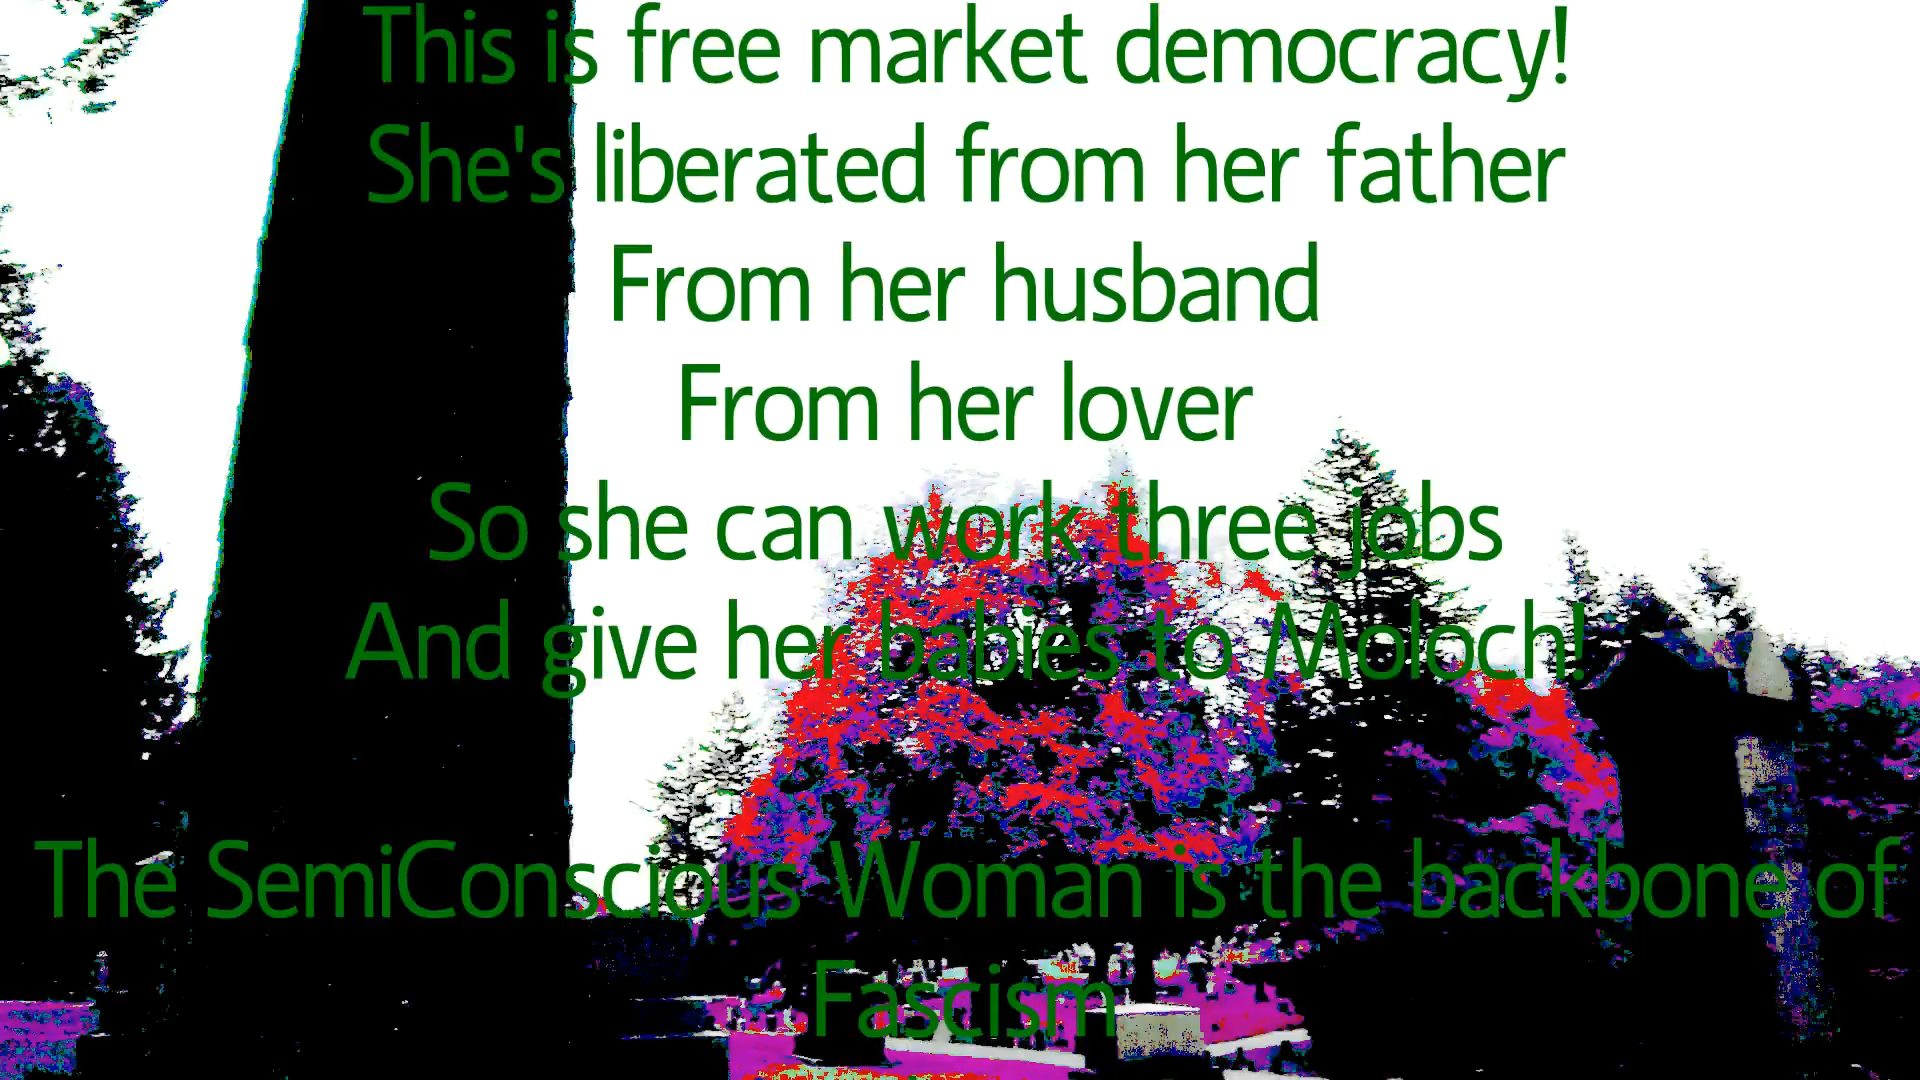 This is free market democracy!
She's liberated from her father
From her husband
From her lover
So she can work three jobs
And give her babies to Moloch!
The SemiConscious Woman is the backbone of
Fascism